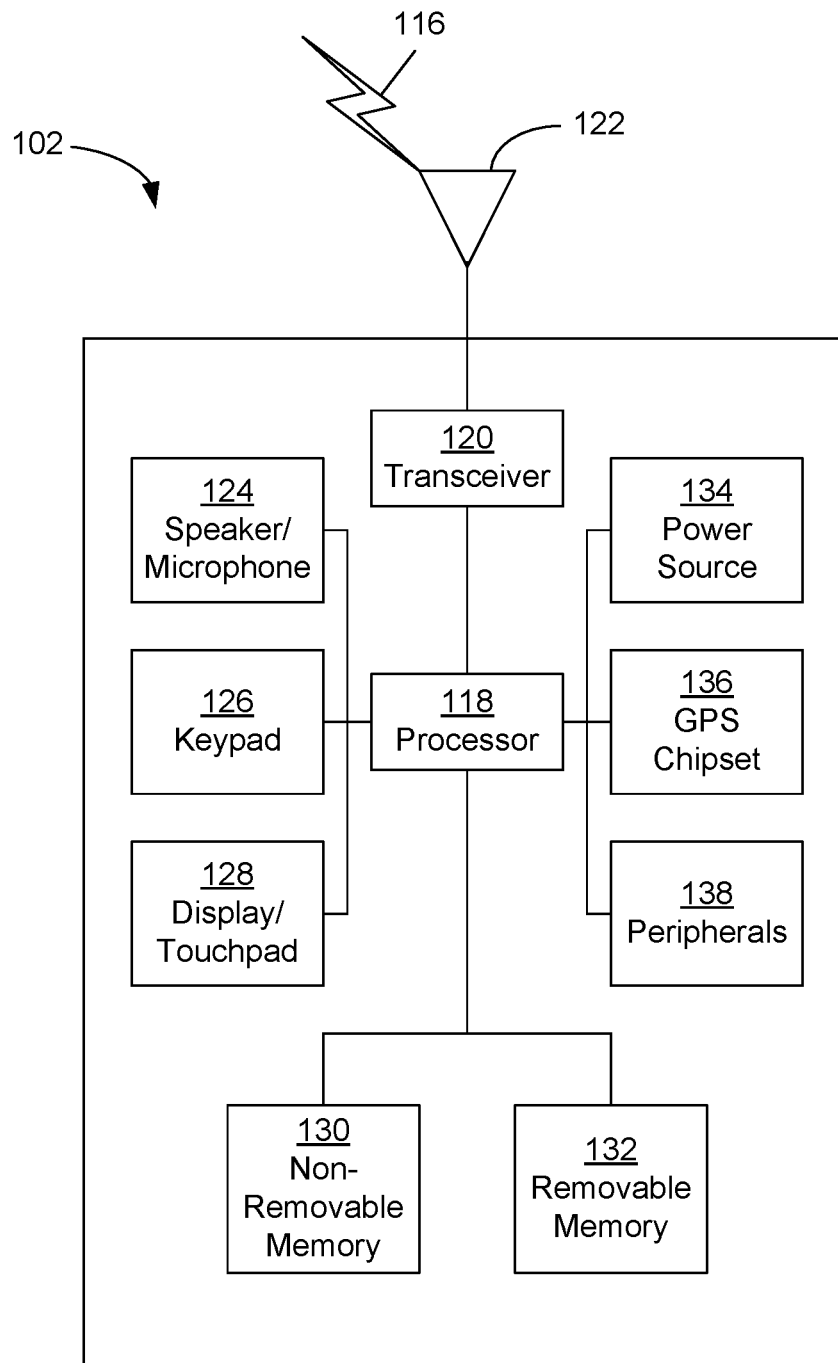 116
122
102
120
Transceiver
124
Speaker/
Microphone
134
Power
Source
126
Keypad
118
Processor
136
GPS
Chipset
128
Display/
Touchpad
138
Peripherals
130
Non-
Removable
Memory
132
Removable
Memory